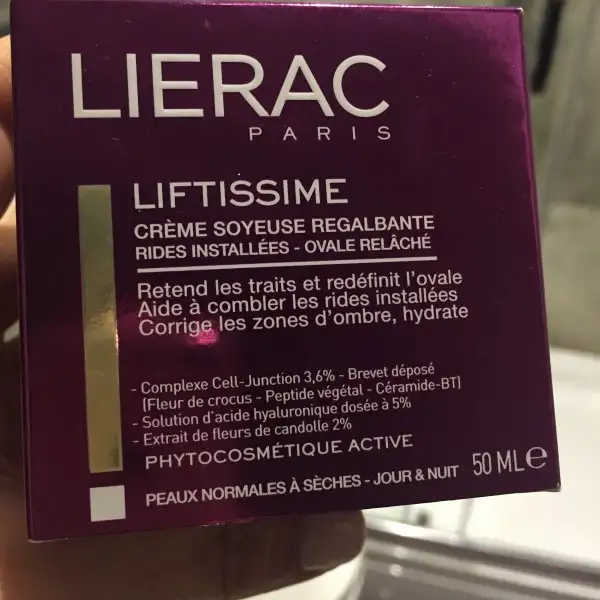 LIERAC
PARIS
LIFTISSIME
CRÈME SOYEUSE REGALBANTE
RIDES INSTALLÉES - OVALE RELÂCHÉ
Retend les traits et redéfinit l'ovale
Aide à combler les rides installées
Corrige les zones d'ombre, hydrate
- Complexe Cell-Junction 3,6% - Brevet déposé
(Fleur de crocus - Peptide végétal - Céramide-BT)
- Solution d'acide hyaluronique dosée à 5%
- Extrait de fleurs de candolle 2%
PHYTOCOSMÉTIQUE ACTIVE
PEAUX NORMALES À SÈCHES - JOUR & NUIT 50 ML ℮